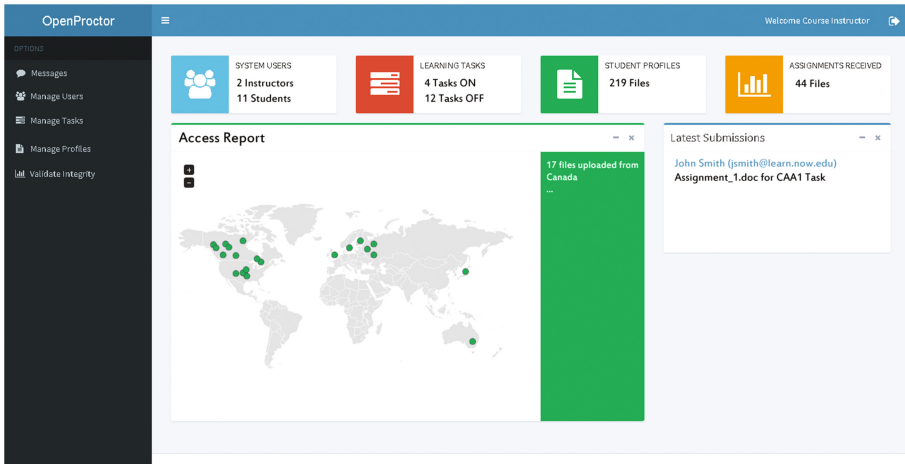 OpenProctor
Welcome Course Instructor
OPTIONS
Messages
Manage Users
Manage Tasks
Manage Profiles
Validate Integrity
SYSTEM USERS
2 Instructors
11 Students
LEARNING TASKS
4 Tasks ON
12 Tasks OFF
STUDENT PROFILES
219 Files
ASSIGNMENTS RECEIVED
44 Files
Access Report
+
−
17 files uploaded from
Canada
...
Latest Submissions
John Smith (jsmith@learn.now.edu)
Assignment_1.doc for CAA1 Task